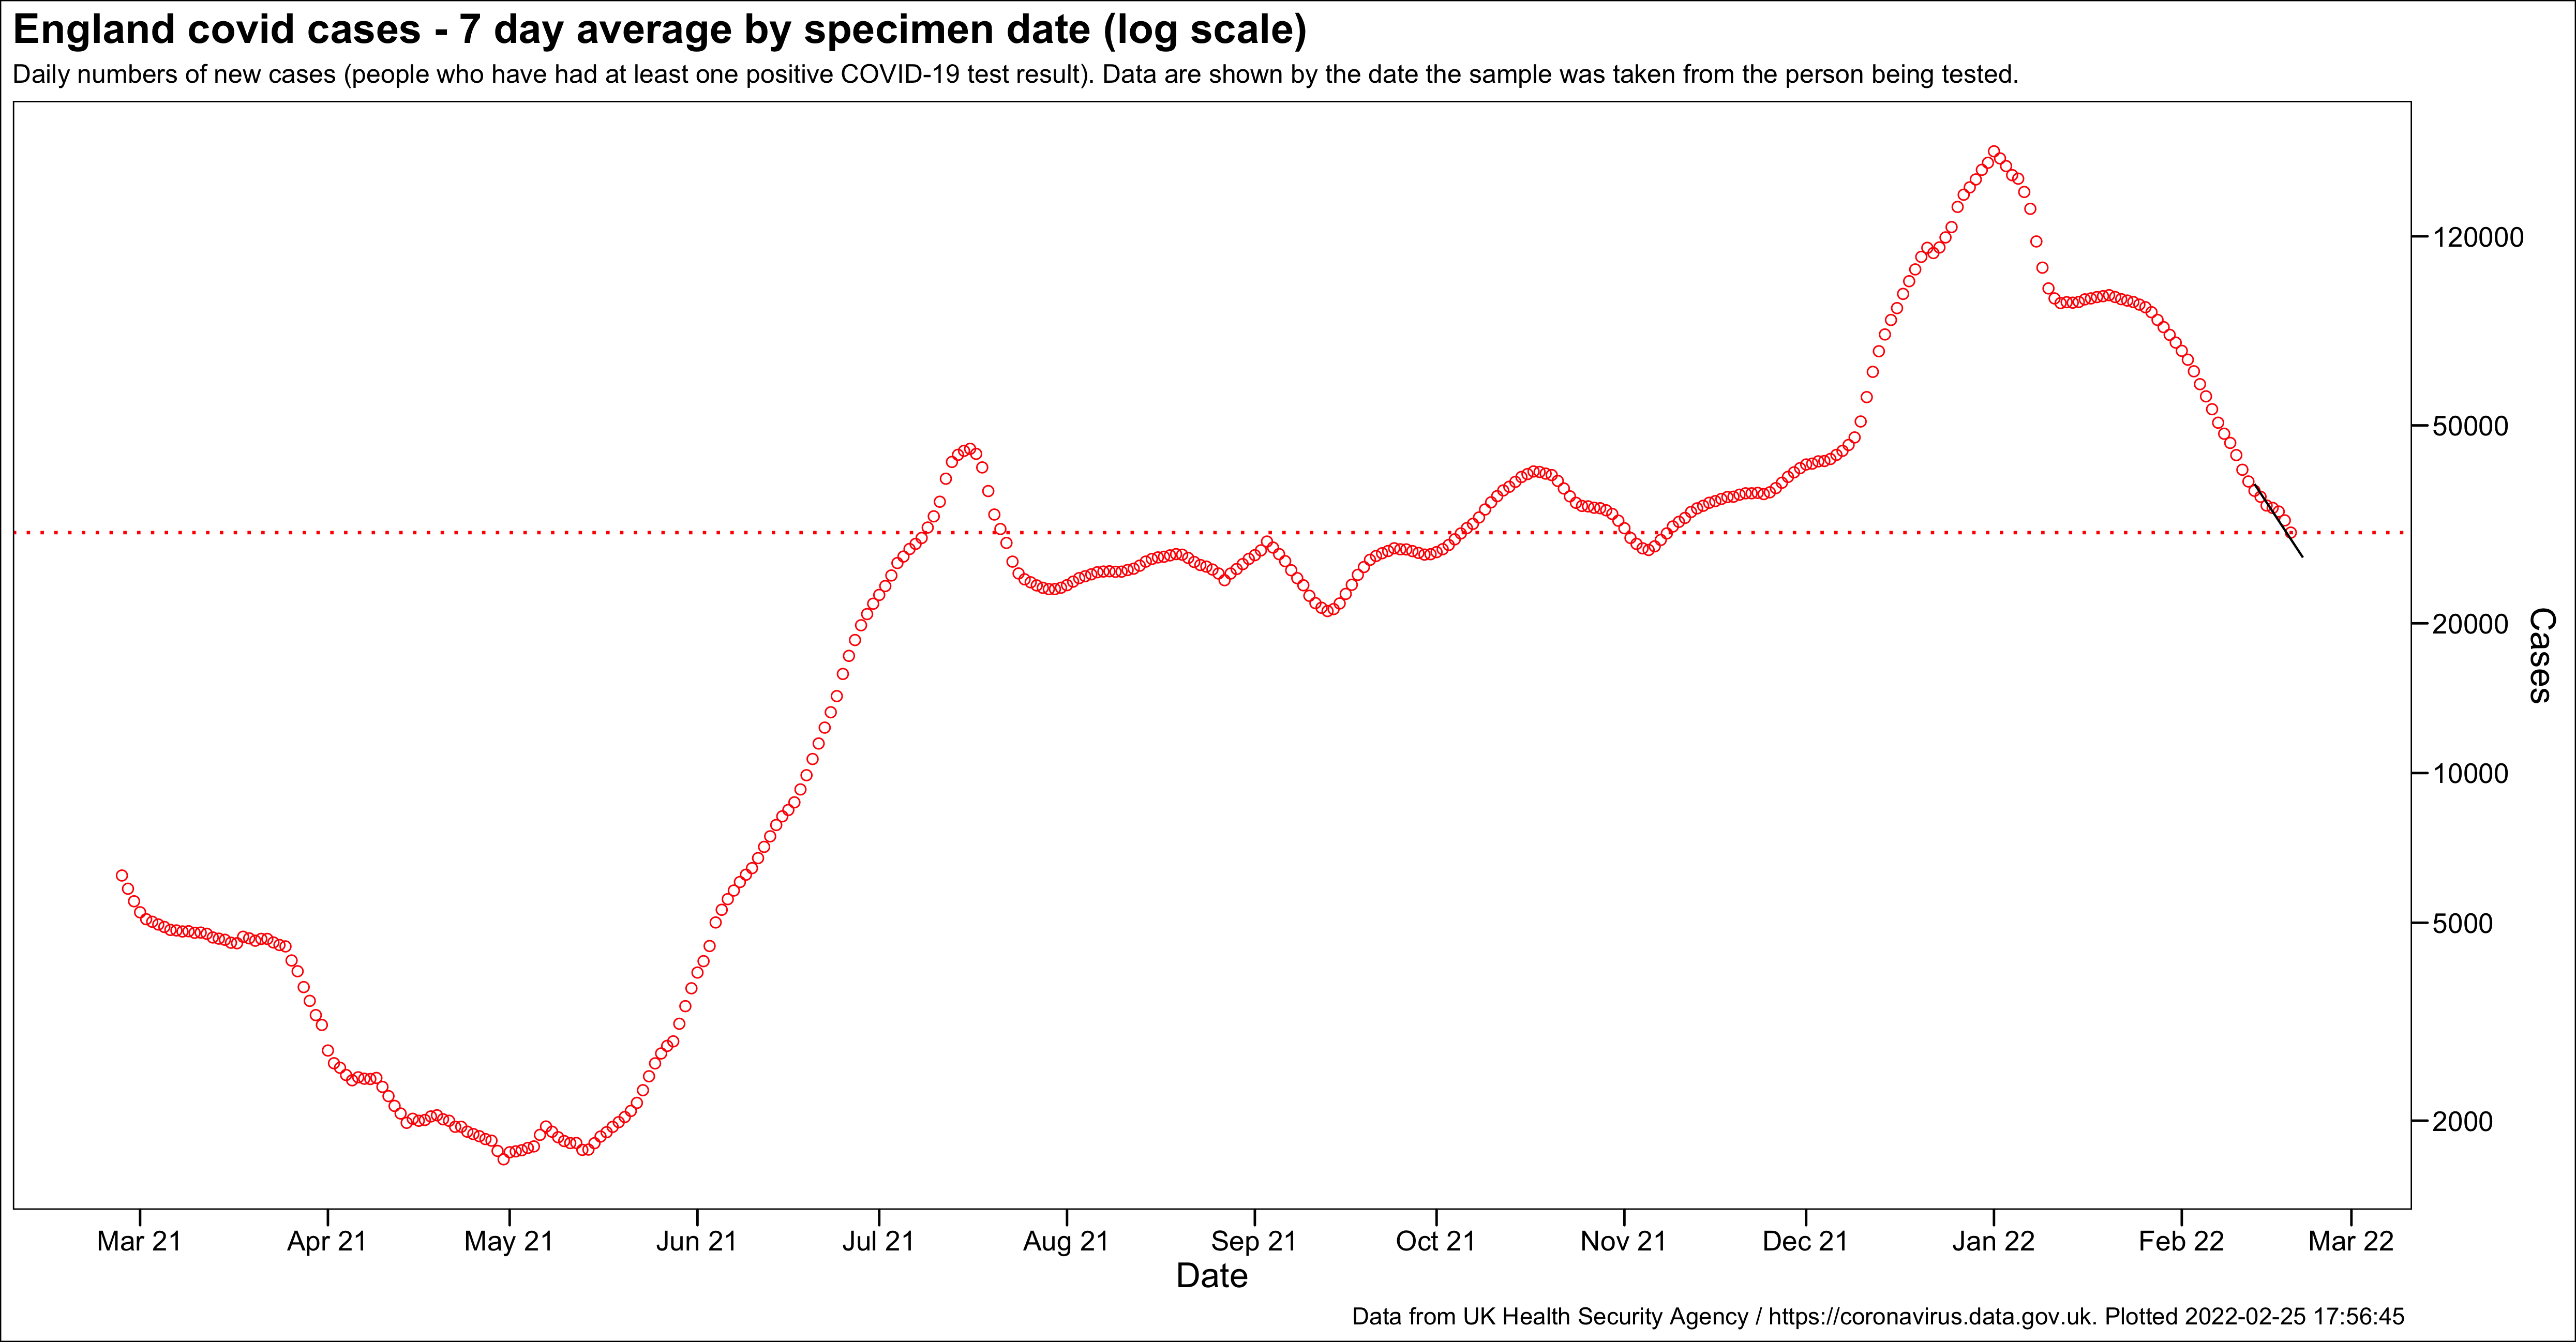 England covid cases - 7 day average by specimen date (log scale)
Daily numbers of new cases (people who have had at least one positive COVID-19 test result). Data are shown by the date the sample was taken from the person being tested.
120000
50000
20000
10000
5000
2000
Cases
Mar 21
Apr 21
May 21
Jun 21
Jul 21
Aug 21
Sep 21
Oct 21
Nov 21
Dec 21
Jan 22
Feb 22
Mar 22
Date
Data from UK Health Security Agency / https://coronavirus.data.gov.uk. Plotted 2022-02-25 17:56:45